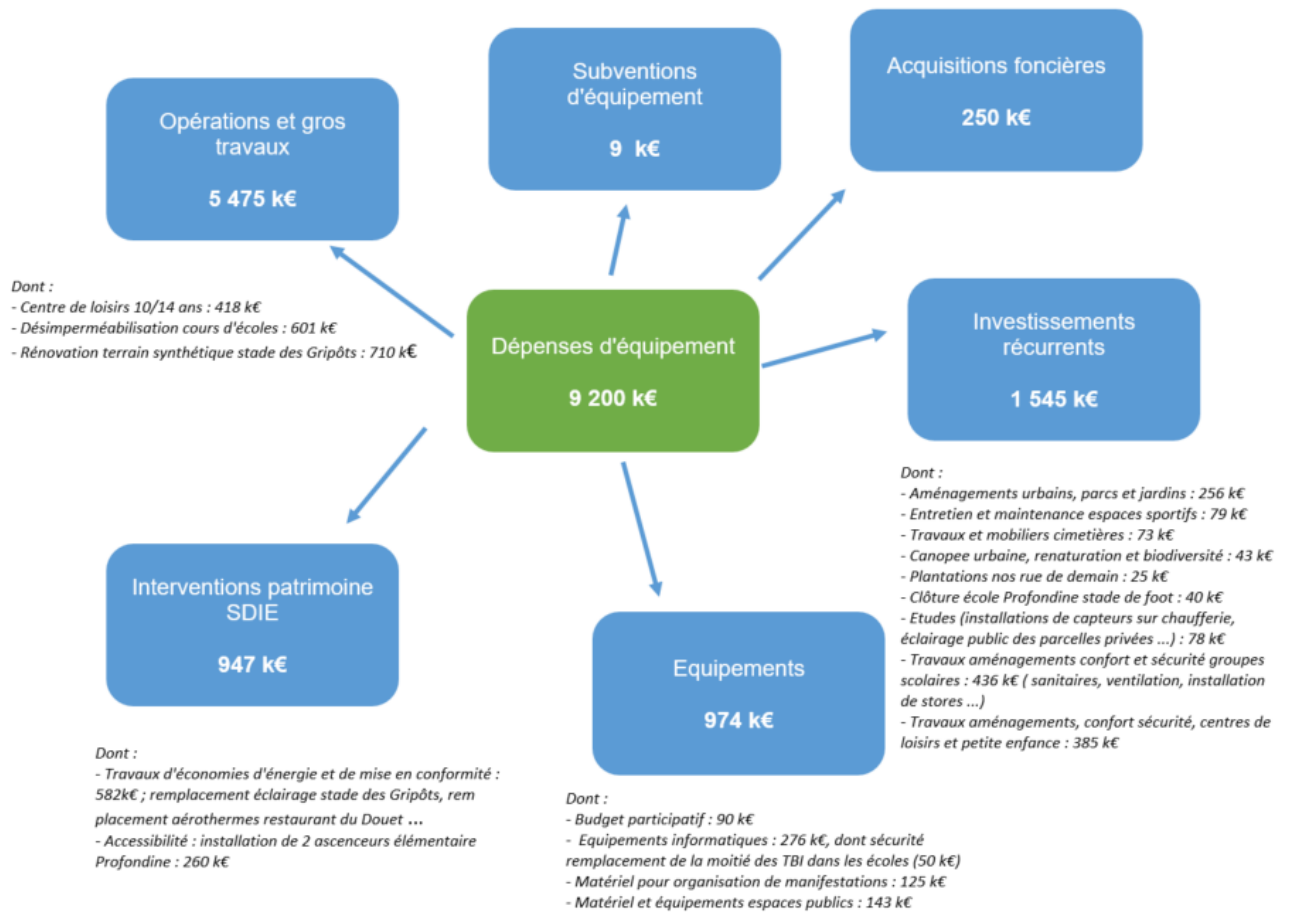 Opérations et gros
travaux
5 475 k€
Dont :
- Centre de loisirs 10/14 ans : 418 k€
- Désimperméabilisation cours d'écoles : 601 k€
- Rénovation terrain synthétique stade des Gripôts : 710 k€
Subventions
d'équipement
9 k€
Acquisitions foncières
250 k€
Dépenses d'équipement
9 200 k€
Investissements
récurrents
1 545 k€
Dont :
- Aménagements urbains, parcs et jardins : 256 k€
- Entretien et maintenance espaces sportifs : 79 k€
- Travaux et mobiliers cimetières : 73 k€
- Canopee urbaine, renaturation et biodiversité : 43 k€
- Plantations nos rue de demain : 25 k€
- Clôture école Profondine stade de foot : 40 k€
- Etudes (installations de capteurs sur chaufferie,
éclairage public des parcelles privées ...) : 78 k€
- Travaux aménagements confort et sécurité groupes
scolaires : 436 k€ ( sanitaires, ventilation, installation
de stores ...)
- Travaux aménagements, confort sécurité, centres de
loisirs et petite enfance : 385 k€
Interventions patrimoine
SDIE
947 k€
Dont :
- Travaux d'économies d'énergie et de mise en conformité :
582k€ ; remplacement éclairage stade des Gripôts, rem
placement aérothermes restaurant du Douet ...
- Accessibilité : installation de 2 ascenceurs élémentaire
Profondine : 260 k€
Equipements
974 k€
Dont :
- Budget participatif : 90 k€
- Equipements informatiques : 276 k€, dont sécurité
remplacement de la moitié des TBI dans les écoles (50 k€)
- Matériel pour organisation de manifestations : 125 k€
- Matériel et équipements espaces publics : 143 k€